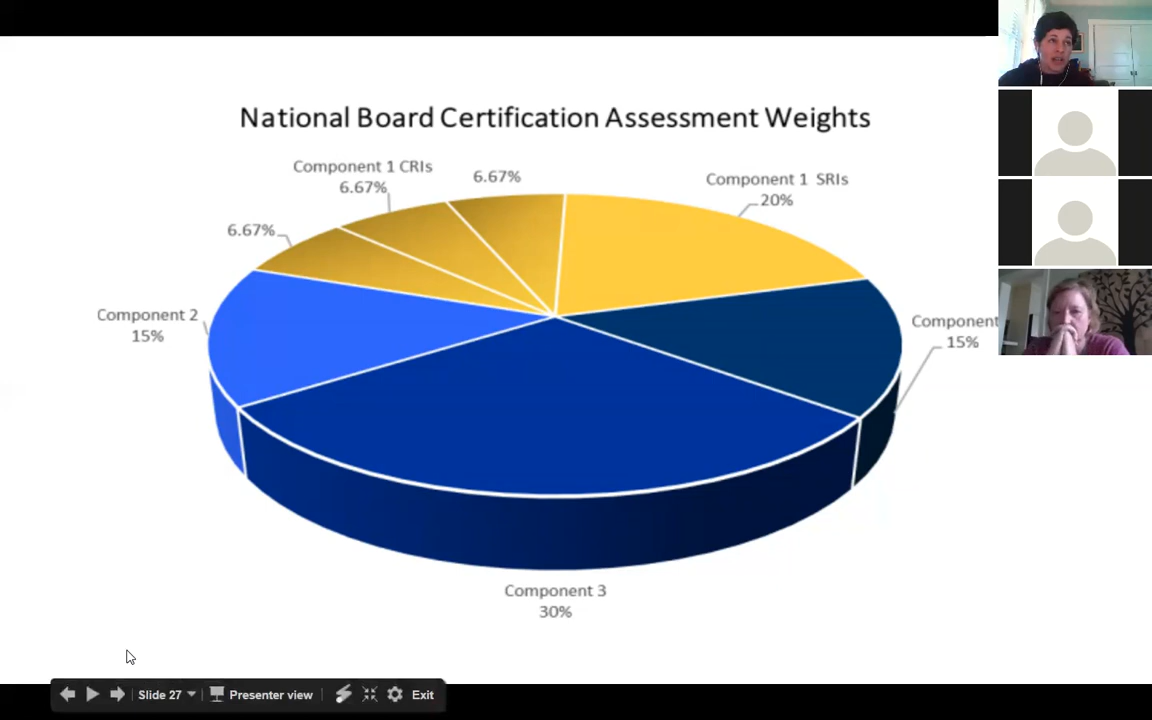 National Board Certification Assessment Weights
Component 1 CRIs
6.67%
6.67%
6.67%
Component 1 SRIs
20%
Component 2
15%
Component
15%
Component 3
30%
Slide 27
Presenter view
Exit